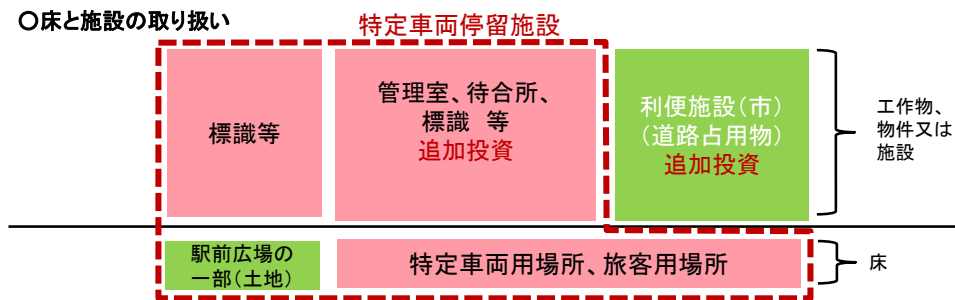 〇床と施設の取り扱い
特定車両停留施設
標識等
管理室、待合所、
標識 等
追加投資
利便施設(市)
(道路占用物)
追加投資
工作物、
物件又は
施設
駅前広場の
一部(土地)
特定車両用場所、旅客用場所
床